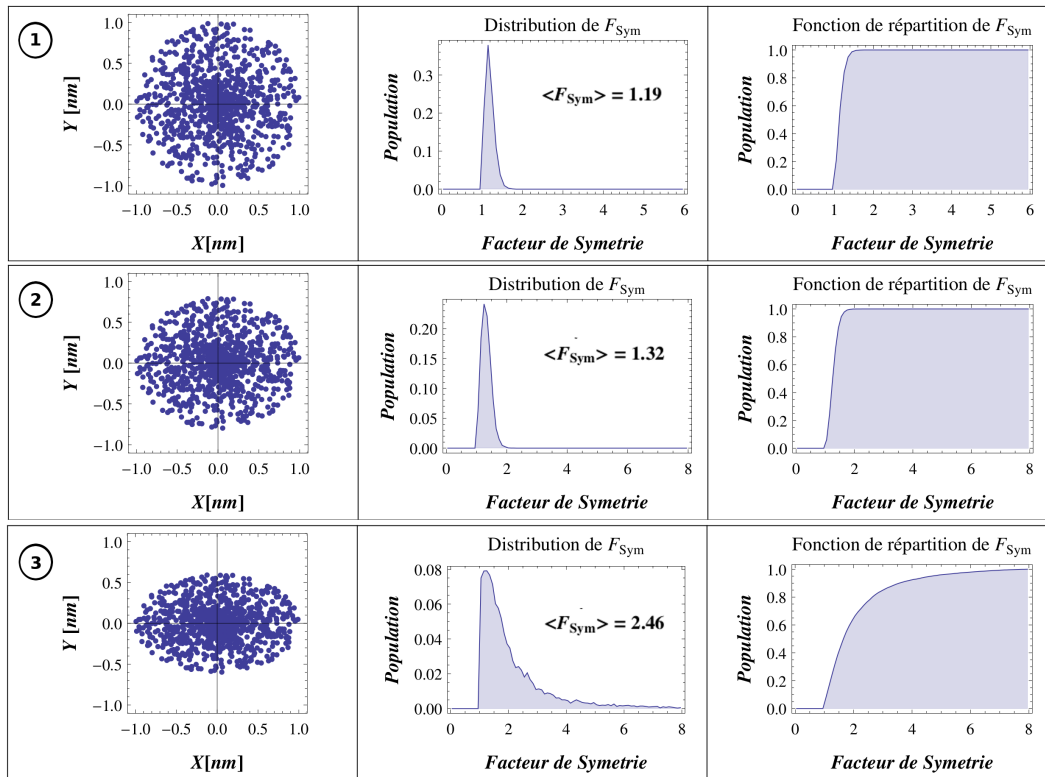 1
Y [nm]
1.0
0.5
0.0
−0.5
−1.0
−1.0 −0.5 0.0 0.5 1.0
X[nm]
Distribution de FSym
Population
0.3
0.2
0.1
0.0
<FSym> = 1.19
0 1 2 3 4 5 6
Facteur de Symetrie
Fonction de répartition de FSym
Population
1.0
0.8
0.6
0.4
0.2
0.0
0 1 2 3 4 5 6
Facteur de Symetrie
2
Y [nm]
1.0
0.5
0.0
−0.5
−1.0
−1.0 −0.5 0.0 0.5 1.0
X[nm]
Distribution de FSym
Population
0.20
0.15
0.10
0.05
0.00
<FSym> = 1.32
0 2 4 6 8
Facteur de Symetrie
Fonction de répartition de FSym
Population
1.0
0.8
0.6
0.4
0.2
0.0
0 2 4 6 8
Facteur de Symetrie
3
Y [nm]
1.0
0.5
0.0
−0.5
−1.0
−1.0 −0.5 0.0 0.5 1.0
X[nm]
Distribution de FSym
Population
0.08
0.06
0.04
0.02
0.00
<FSym> = 2.46
0 2 4 6 8
Facteur de Symetrie
Fonction de répartition de FSym
Population
1.0
0.8
0.6
0.4
0.2
0.0
0 2 4 6 8
Facteur de Symetrie